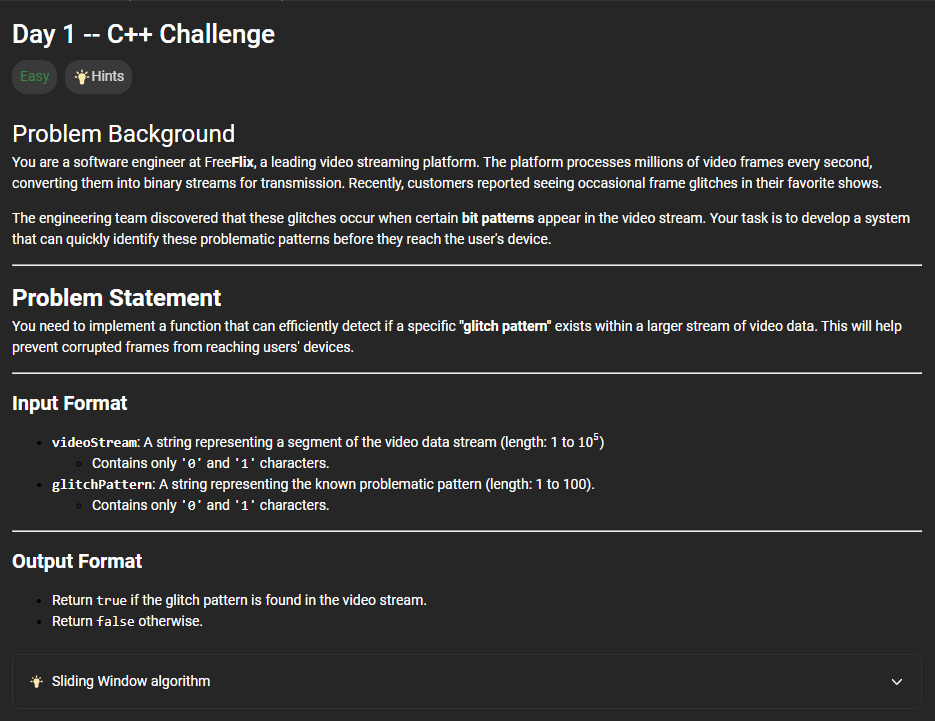 Day 1 -- C++ Challenge
Easy
Hints
Problem Background
You are a software engineer at FreeFlix, a leading video streaming platform. The platform processes millions of video frames every second,
converting them into binary streams for transmission. Recently, customers reported seeing occasional frame glitches in their favorite shows.
The engineering team discovered that these glitches occur when certain bit patterns appear in the video stream. Your task is to develop a system
that can quickly identify these problematic patterns before they reach the user's device.
Problem Statement
You need to implement a function that can efficiently detect if a specific "glitch pattern" exists within a larger stream of video data. This will help
prevent corrupted frames from reaching users' devices.
Input Format
videoStream: A string representing a segment of the video data stream (length: 1 to 10⁵)
Contains only '0' and '1' characters.
glitchPattern: A string representing the known problematic pattern (length: 1 to 100).
Contains only '0' and '1' characters.
Output Format
Return true if the glitch pattern is found in the video stream.
Return false otherwise.
Sliding Window algorithm